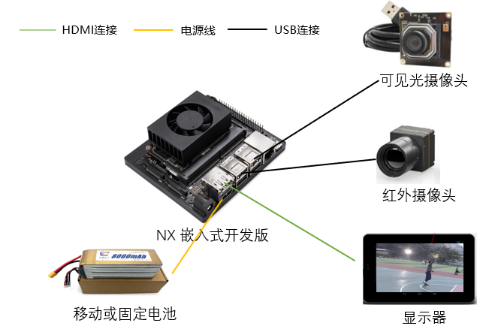 HDMI连接
电源线
USB连接
可见光摄像头
红外摄像头
NX 嵌入式开发版
8000MAH
移动或固定电池
显示器